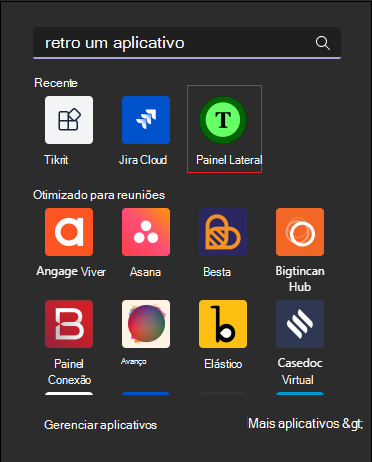 retro um aplicativo
Recente
T
Tikrit
Jira Cloud
Painel Lateral
Otimizado para reuniões
a
B
b
Angage Viver
Asana
Besta
Bigtincan
Hub
Painel
Conexão
Avanço
Elástico
Casedoc
Virtual
Gerenciar aplicativos
Mais aplicativos &gt;